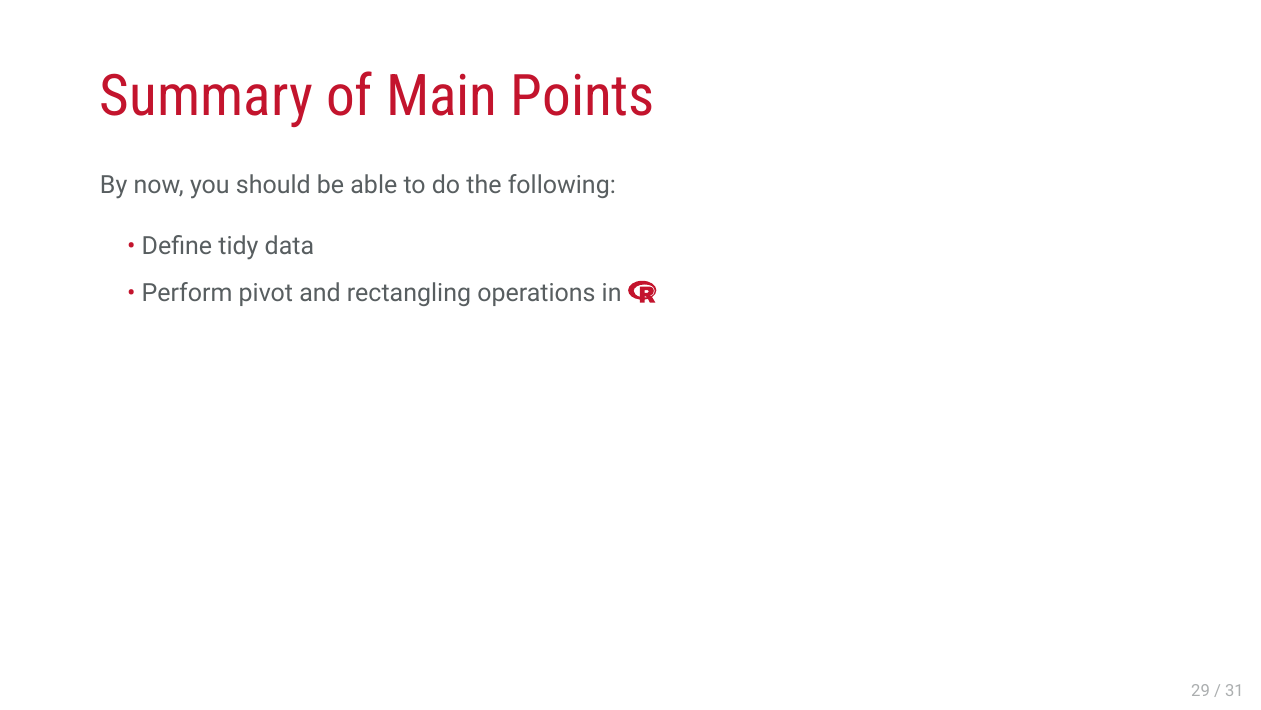 Summary of Main Points
By now, you should be able to do the following:
• Define tidy data
• Perform pivot and rectangling operations in R
29 / 31